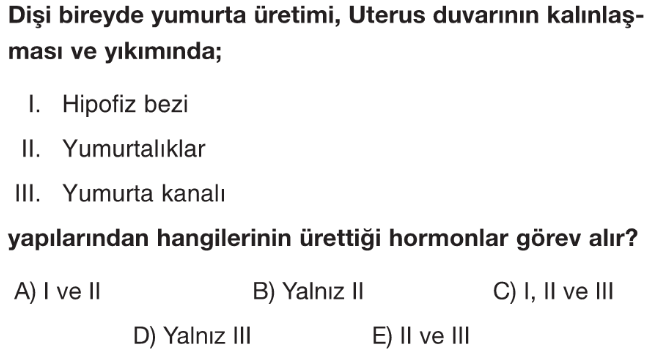 Dişi bireyde yumurta üretimi, Uterus duvarının kalınlaş-
ması ve yıkımında;
I. Hipofiz bezi
II. Yumurtalıklar
III. Yumurta kanalı
yapılarından hangilerinin ürettiği hormonlar görev alır?
A) I ve II B) Yalnız II C) I, II ve III
D) Yalnız III E) II ve III